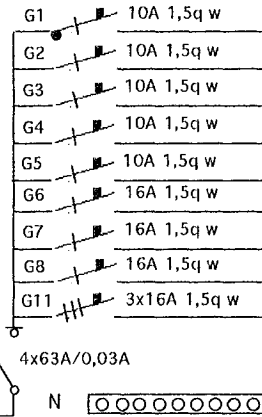 G1 10A 1,5q w
G2 10A 1,5q w
G3 10A 1,5q w
G4 10A 1,5q w
G5 10A 1,5q w
G6 16A 1,5q w
G7 16A 1,5q w
G8 16A 1,5q w
G11 3x16A 1,5q w
4x63A/0,03A
N